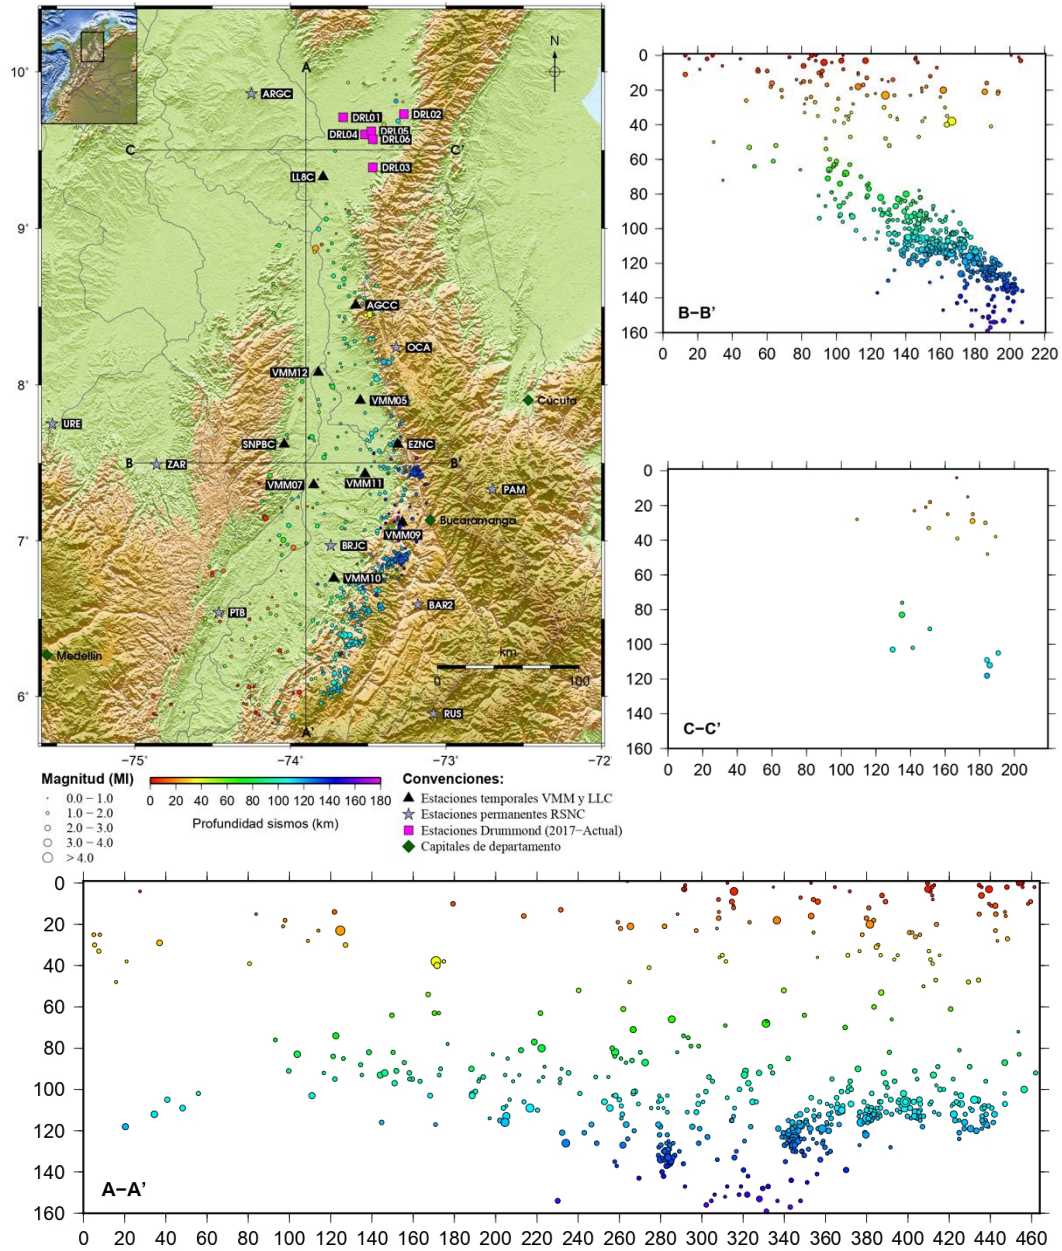 N
A
10˚
ARGC
DRL01
DRL02
DRL04
DRL05
DRL06
C
C'
DRL03
LL8C
9˚
AGCC
OCA
VMM12
8˚
VMM05
Cúcuta
URE
SNPBC
EZNC
B
ZAR
B'
VMM07
VMM11
PAM
Bucaramanga
VMM09
7˚
BRJC
VMM10
PTB
BAR2
Medellín
km
0
100
6˚
RUS
A'
−75˚
−74˚
−73˚
−72˚
0
20
40
60
80
100
120
140
160
B−B'
0 20 40 60 80 100 120 140 160 180 200 220
0
20
40
60
80
100
120
140
160
C−C'
0 20 40 60 80 100 120 140 160 180 200
Magnitud (Ml)
0.0 − 1.0
1.0 − 2.0
2.0 − 3.0
3.0 − 4.0
> 4.0
0 20 40 60 80 100 120 140 160 180
Profundidad sismos (km)
Convenciones:
Estaciones temporales VMM y LLC
Estaciones permanentes RSNC
Estaciones Drummond (2017−Actual)
Capitales de departamento
0
20
40
60
80
100
120
140
160
A−A'
0 20 40 60 80 100 120 140 160 180 200 220 240 260 280 300 320 340 360 380 400 420 440 460